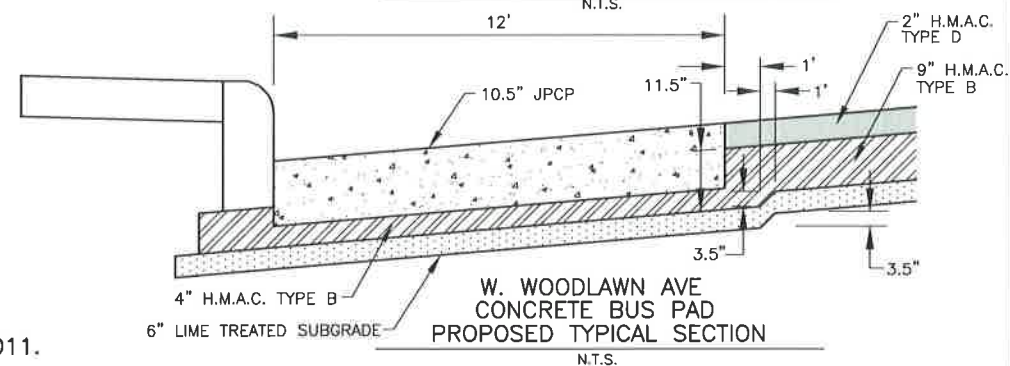 N.T.S.
12'
2" H.M.A.C.
TYPE D
1'
9" H.M.A.C.
TYPE B
11.5"
1'
10.5" JPCP
3.5"
3.5"
4" H.M.A.C. TYPE B
6" LIME TREATED SUBGRADE
W. WOODLAWN AVE
CONCRETE BUS PAD
PROPOSED TYPICAL SECTION
N.T.S.
011.